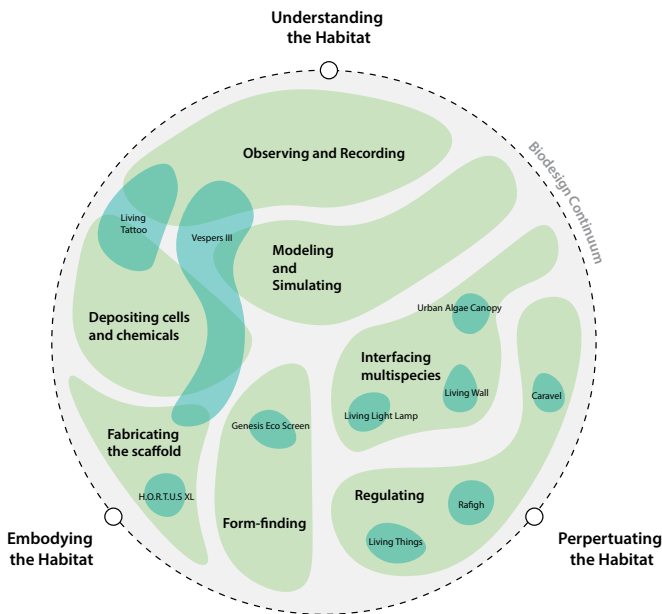 Understanding
the Habitat
Biodesign Continuum
Observing and Recording
Living
Tattoo
Vespers III
Modeling
and
Simulating
Depositing cells
and chemicals
Urban Algae Canopy
Interfacing
multispecies
Living Wall
Caravel
Living Light Lamp
Genesis Eco Screen
Fabricating
the scaffold
H.O.R.T.U.S XL
Regulating
Rafigh
Form-finding
Living Things
Embodying
the Habitat
Perpertuating
the Habitat